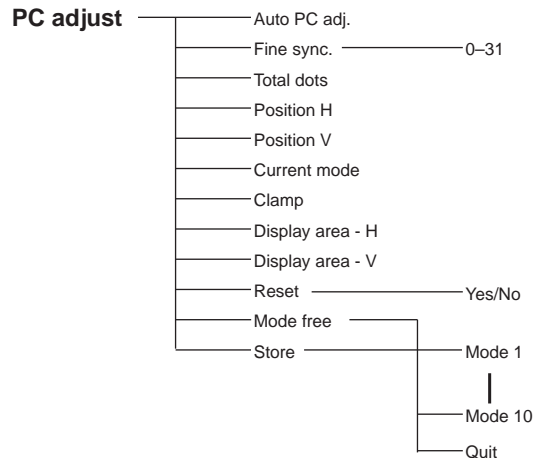 PC adjust
Auto PC adj.
Fine sync. 0–31
Total dots
Position H
Position V
Current mode
Clamp
Display area - H
Display area - V
Reset Yes/No
Mode free
Store Mode 1
Mode 10
Quit